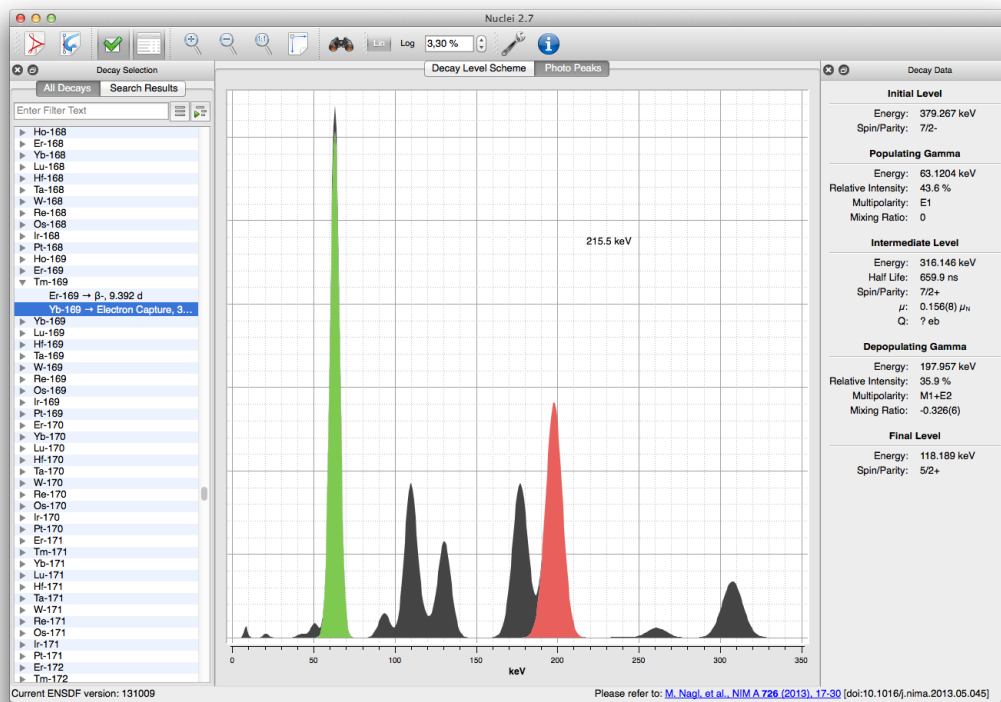 Nuclei 2.7
Lin Log 3,30 %
Decay Selection
All Decays Search Results
Enter Filter Text
Ho-168
Er-168
Yb-168
Lu-168
Hf-168
Ta-168
W-168
Re-168
Os-168
Ir-168
Pt-168
Ho-169
Er-169
Tm-169
Er-169 → β-, 9.392 d
Yb-169 → Electron Capture, 3...
Yb-169
Lu-169
Hf-169
Ta-169
W-169
Re-169
Os-169
Ir-169
Pt-169
Er-170
Yb-170
Lu-170
Hf-170
Ta-170
W-170
Re-170
Os-170
Ir-170
Pt-170
Er-171
Tm-171
Yb-171
Lu-171
Hf-171
Ta-171
W-171
Re-171
Os-171
Ir-171
Pt-171
Er-172
Tm-172
Decay Level Scheme Photo Peaks
215.5 keV
0 50 100 150 200 250 300 350
keV
Decay Data
Initial Level
Energy: 379.267 keV
Spin/Parity: 7/2-
Populating Gamma
Energy: 63.1204 keV
Relative Intensity: 43.6 %
Multipolarity: E1
Mixing Ratio: 0
Intermediate Level
Energy: 316.146 keV
Half Life: 659.9 ns
Spin/Parity: 7/2+
μ: 0.156(8) μN
Q: ? eb
Depopulating Gamma
Energy: 197.957 keV
Relative Intensity: 35.9 %
Multipolarity: M1+E2
Mixing Ratio: -0.326(6)
Final Level
Energy: 118.189 keV
Spin/Parity: 5/2+
Current ENSDF version: 131009
Please refer to: M. Nagl, et al., NIM A 726 (2013), 17-30 [doi:10.1016/j.nima.2013.05.045]